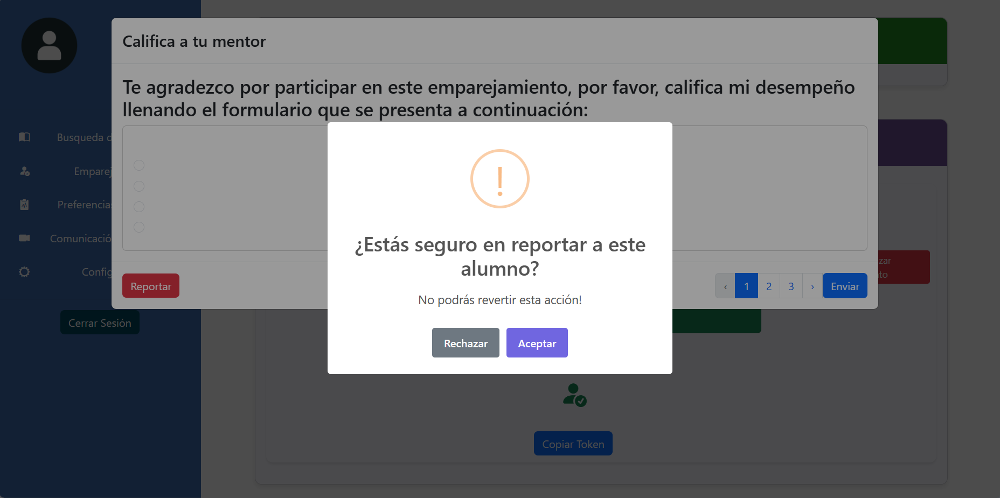 Califica a tu mentor
Te agradezco por participar en este emparejamiento, por favor, califica mi desempeño
llenando el formulario que se presenta a continuación:
Busqueda d
Emparej
Preferencias
Comunicació
Config
Cerrar Sesión
¿Estás seguro en reportar a este
alumno?
No podrás revertir esta acción!
Rechazar
Aceptar
Reportar
‹ 1 2 3 ›
Enviar
zar
to
Copiar Token